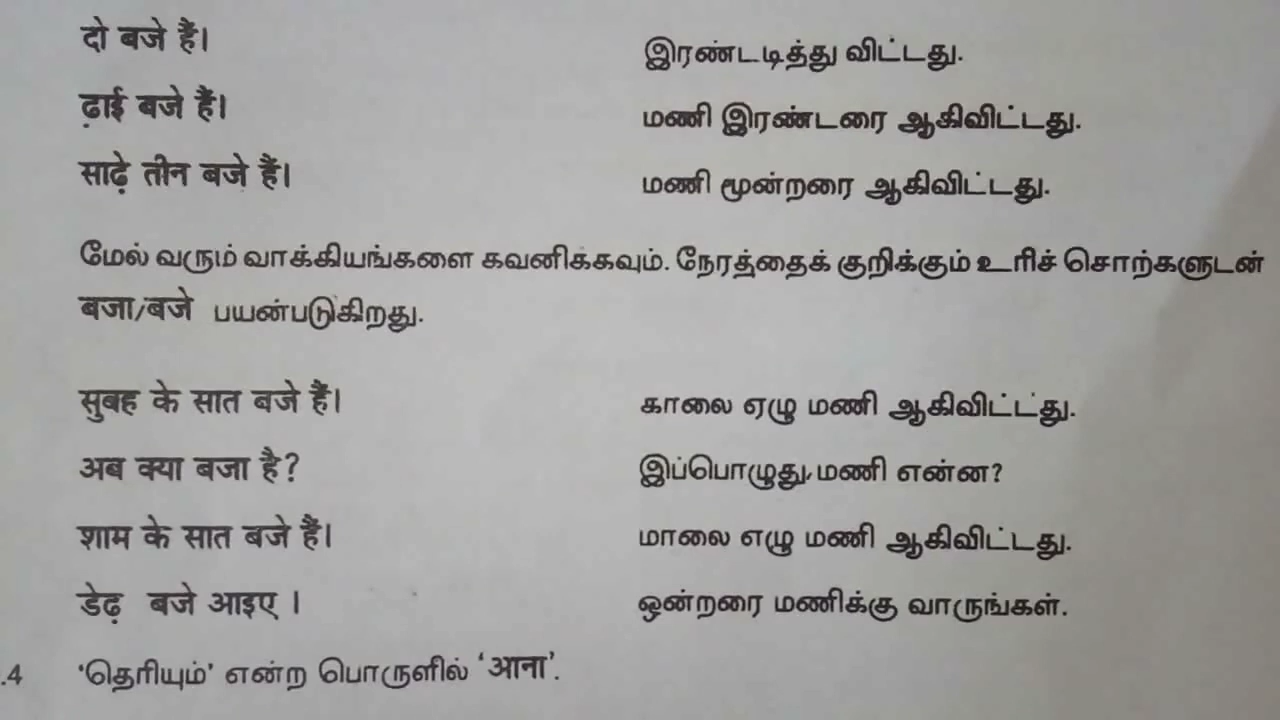 दो बजे हैं। இரண்டடித்து விட்டது.
ढ़ाई बजे हैं। மணி இரண்டரை ஆகிவிட்டது.
साढ़े तीन बजे हैं। மணி மூன்றரை ஆகிவிட்டது.
மேல் வரும் வாக்கியங்களை கவனிக்கவும். நேரத்தைக் குறிக்கும் உரிச் சொற்களுடன்
बजा/बजे பயன்படுகிறது.
सुबह के सात बजे हैं। காலை ஏழு மணி ஆகிவிட்டது.
अब क्या बजा है? இப்பொழுது மணி என்ன?
शाम के सात बजे हैं। மாலை எழு மணி ஆகிவிட்டது.
डेढ़ बजे आइए । ஒன்றரை மணிக்கு வாருங்கள்.
.4 ‘தெரியும்’ என்ற பொருளில் ‘आना’.